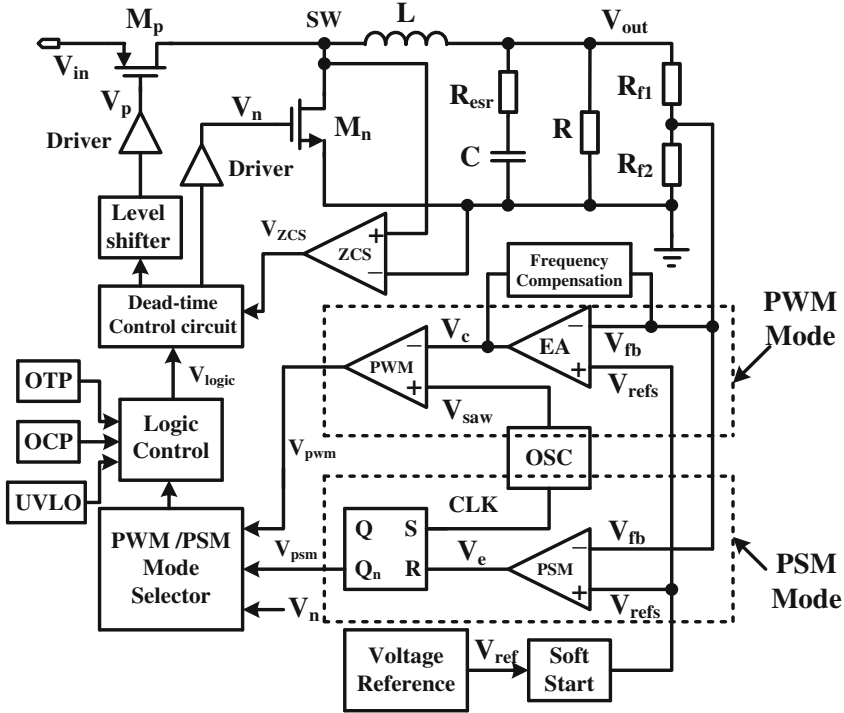 M_p
SW
L
V_out
V_in
V_p
V_n
M_n
R_esr
R
R_f1
Driver
Driver
C
R_f2
Level
shifter
V_ZCS
+
ZCS
−
Frequency
Compensation
Dead-time
Control circuit
PWM
Mode
V_c
−
EA
V_fb
−
PWM
+
+
V_refs
V_saw
V_logic
OTP
OCP
UVLO
Logic
Control
V_pwm
OSC
CLK
Q
S
Q_n
R
V_e
−
PSM
+
V_fb
V_refs
V_psm
PWM /PSM
Mode
Selector
V_n
PSM
Mode
Voltage
Reference
V_ref
Soft
Start